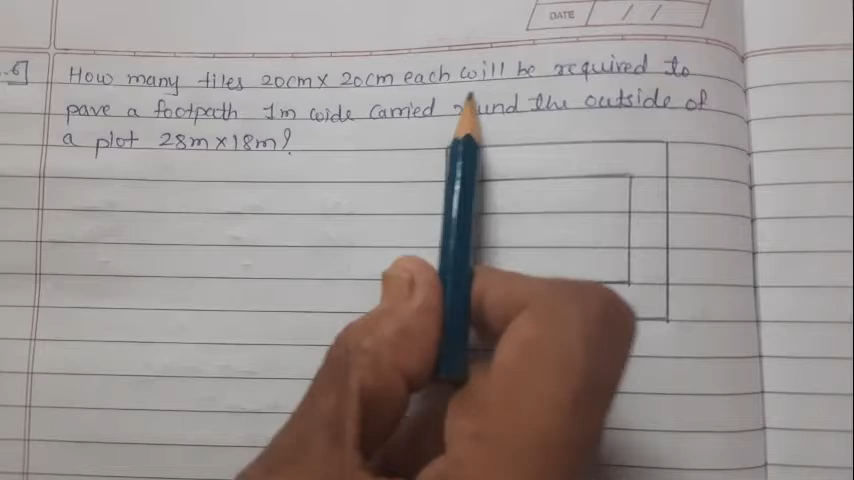 DATE / /
.6]
How many tiles 20cm x 20cm each will be required to
pave a footpath 1m wide carried und the outside of
a plot 28m x 18m?